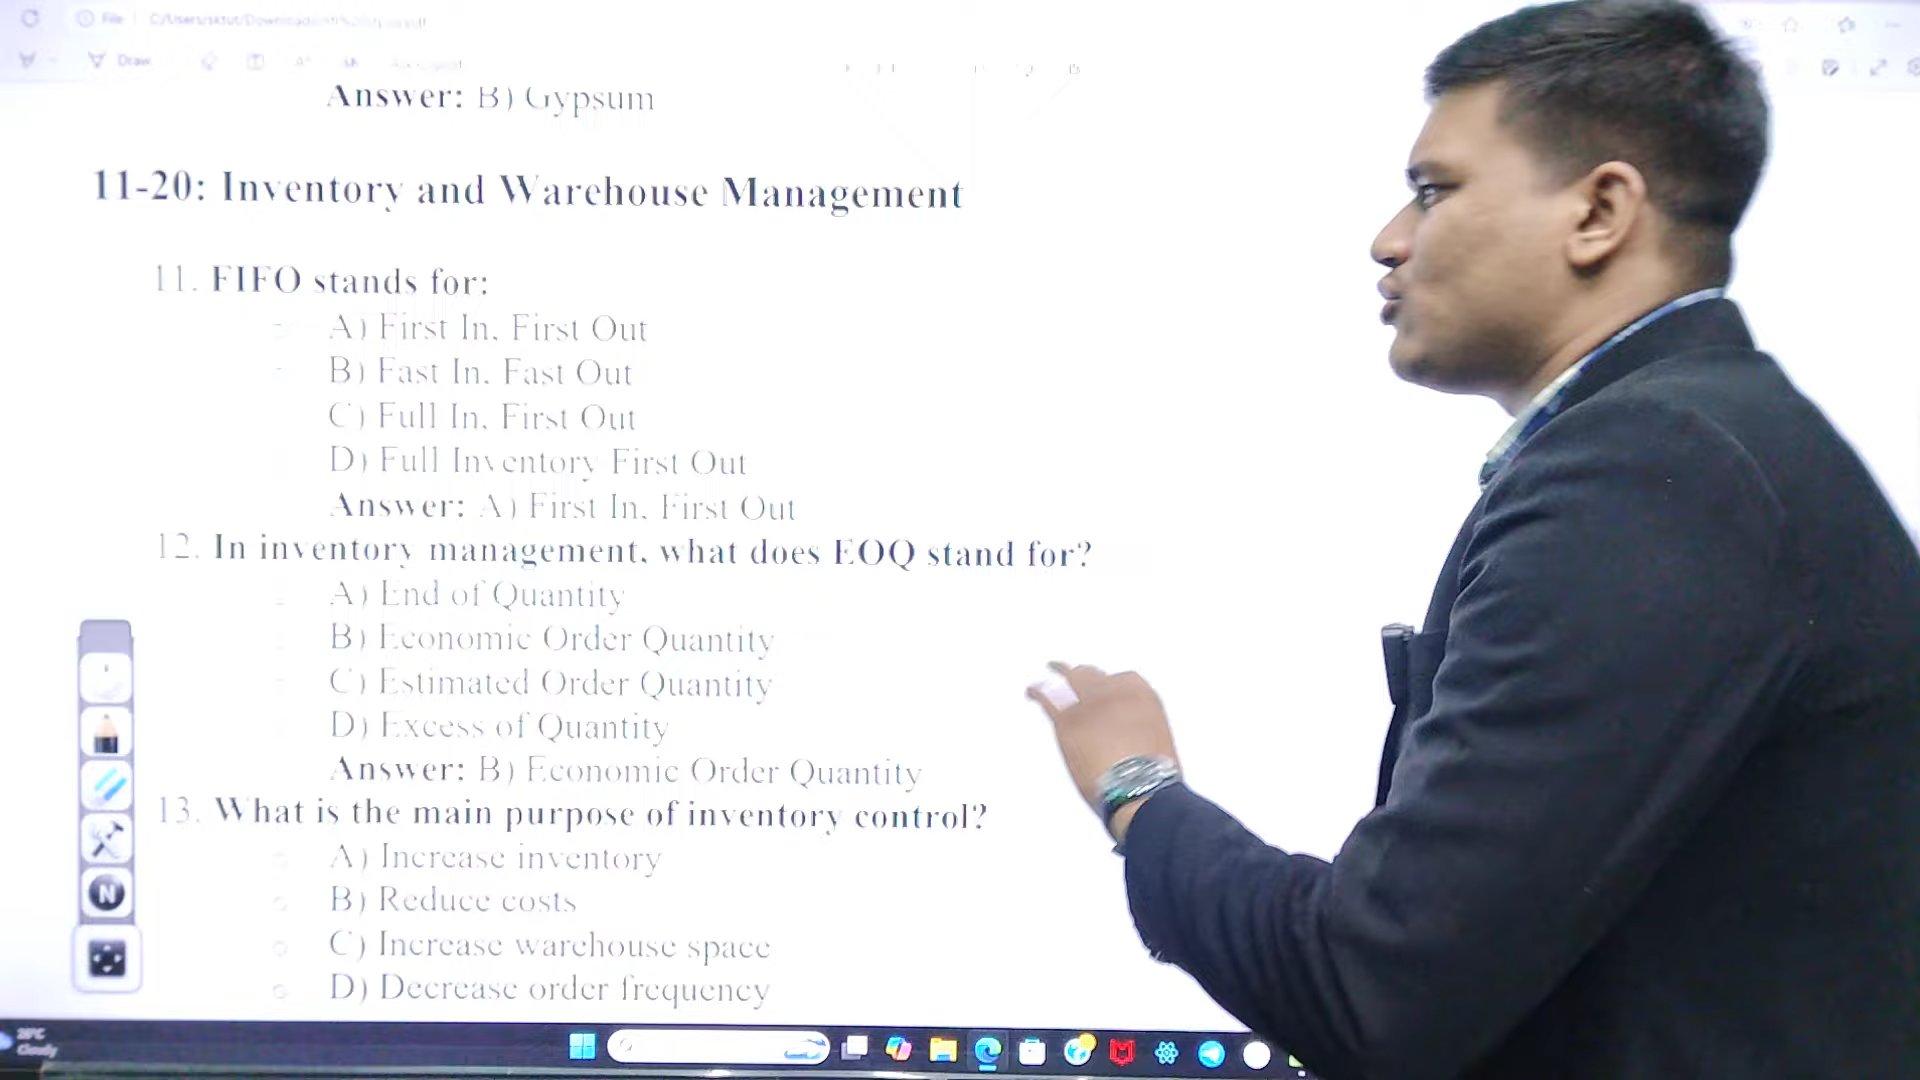 File
Draw
Answer: B) Gypsum
11-20: Inventory and Warehouse Management
11. FIFO stands for:
A) First In, First Out
B) Fast In, Fast Out
C) Full In, First Out
D) Full Inventory First Out
Answer: A) First In, First Out
12. In inventory management, what does EOQ stand for?
A) End of Quantity
B) Economic Order Quantity
C) Estimated Order Quantity
D) Excess of Quantity
Answer: B) Economic Order Quantity
13. What is the main purpose of inventory control?
A) Increase inventory
B) Reduce costs
C) Increase warehouse space
D) Decrease order frequency
N
Cloudy